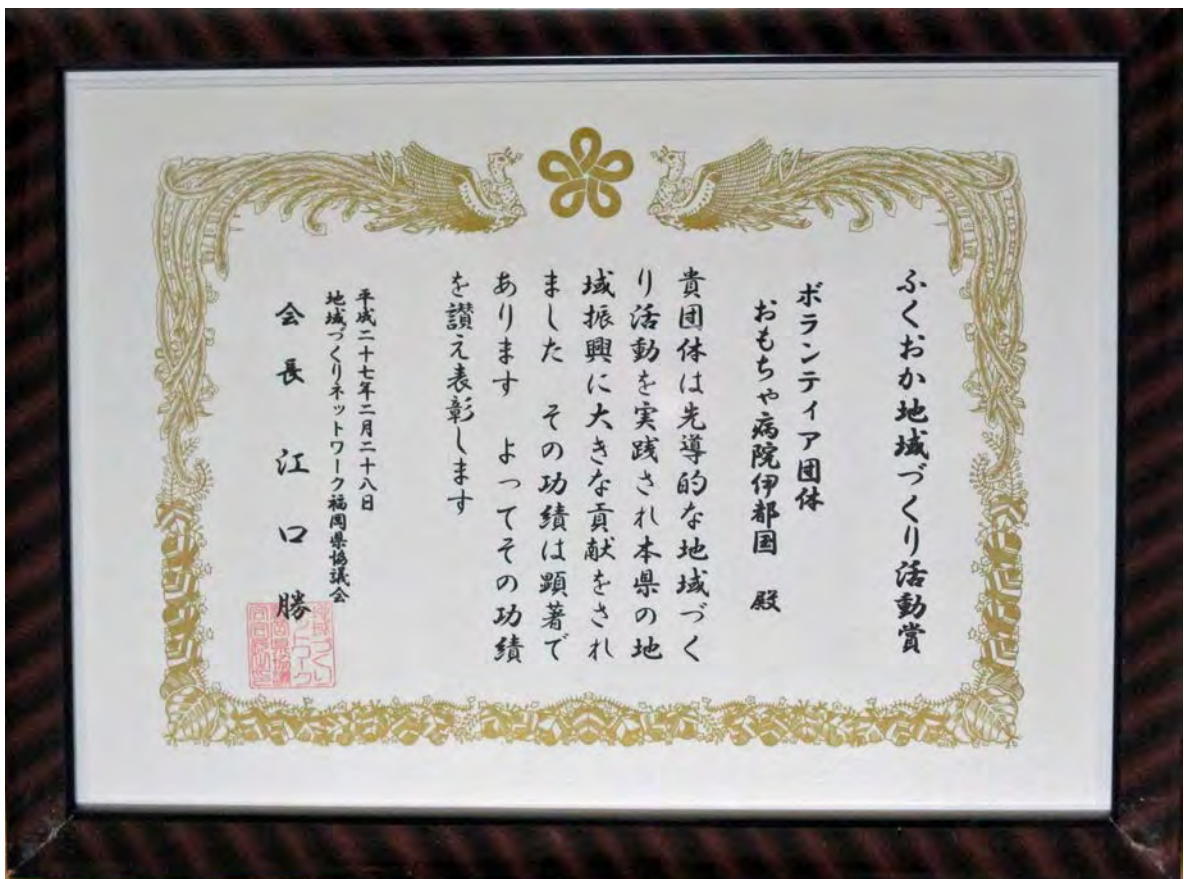 ふくおか地域づくり活動賞
ボランティア団体
おもちゃ病院伊都国 殿
貴団体は先導的な地域づく
り活動を実践され本県の地
域振興に大きな貢献をされ
ました その功績は顕著で
あります よってその功績
を讃え表彰します
平成二十七年二月二十八日
地域づくりネットワーク福岡県協議会
会長 江口勝